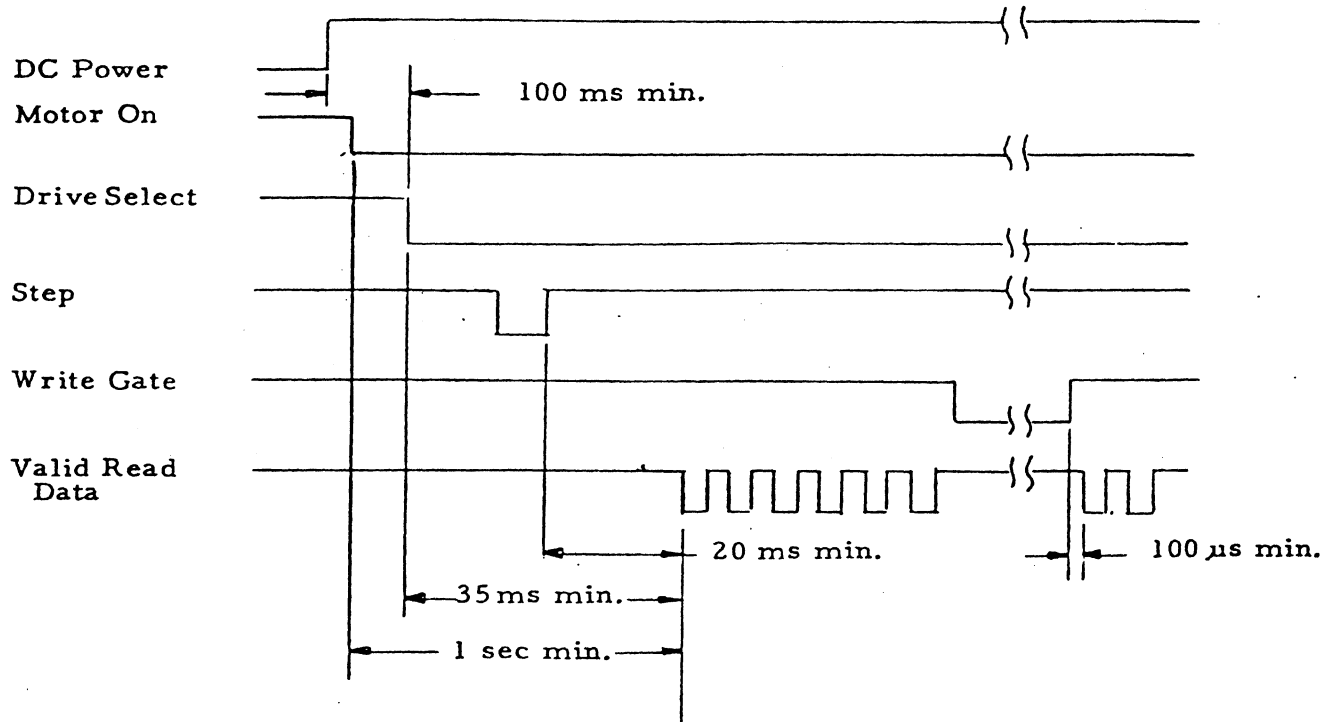 DC Power
100 ms min.
Motor On
Drive Select
Step
Write Gate
Valid Read
Data
20 ms min.
100 µs min.
35 ms min.
1 sec min.